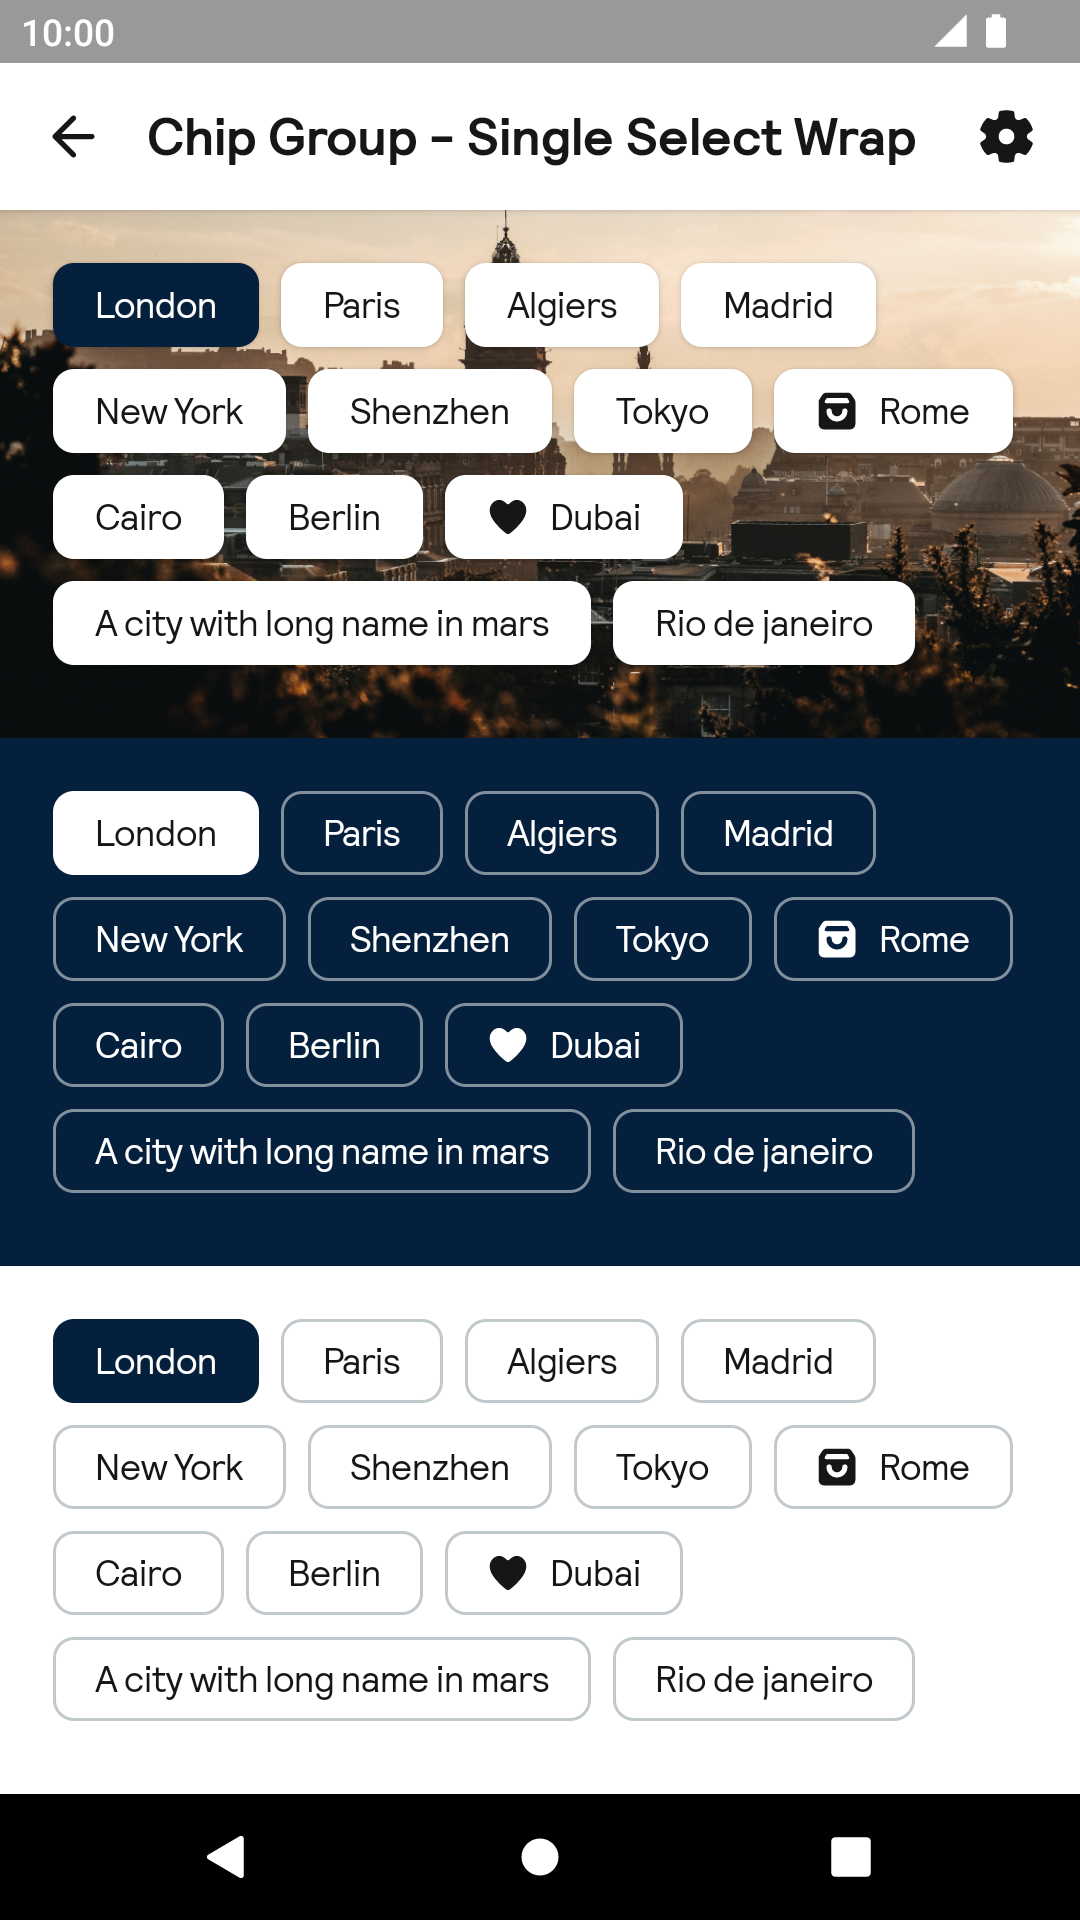 10:00
Chip Group - Single Select Wrap
London Paris Algiers Madrid
New York Shenzhen Tokyo Rome
Cairo Berlin Dubai
A city with long name in mars Rio de janeiro
London Paris Algiers Madrid
New York Shenzhen Tokyo Rome
Cairo Berlin Dubai
A city with long name in mars Rio de janeiro
London Paris Algiers Madrid
New York Shenzhen Tokyo Rome
Cairo Berlin Dubai
A city with long name in mars Rio de janeiro